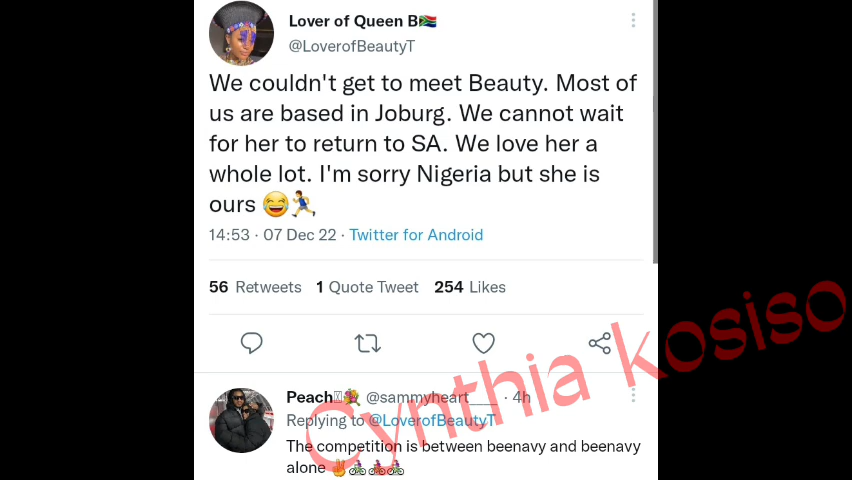 Lover of Queen B🇿🇦
@LoverofBeautyT
We couldn't get to meet Beauty. Most of
us are based in Joburg. We cannot wait
for her to return to SA. We love her a
whole lot. I'm sorry Nigeria but she is
ours 😂🏃
14:53 · 07 Dec 22 · Twitter for Android
56 Retweets 1 Quote Tweet 254 Likes
Peach💐 @sammyheart____ · 4h
Replying to @LoverofBeautyT
The competition is between beenavy and beenavy
alone ✌️🚴🚴🚴
Cynthia kosiso